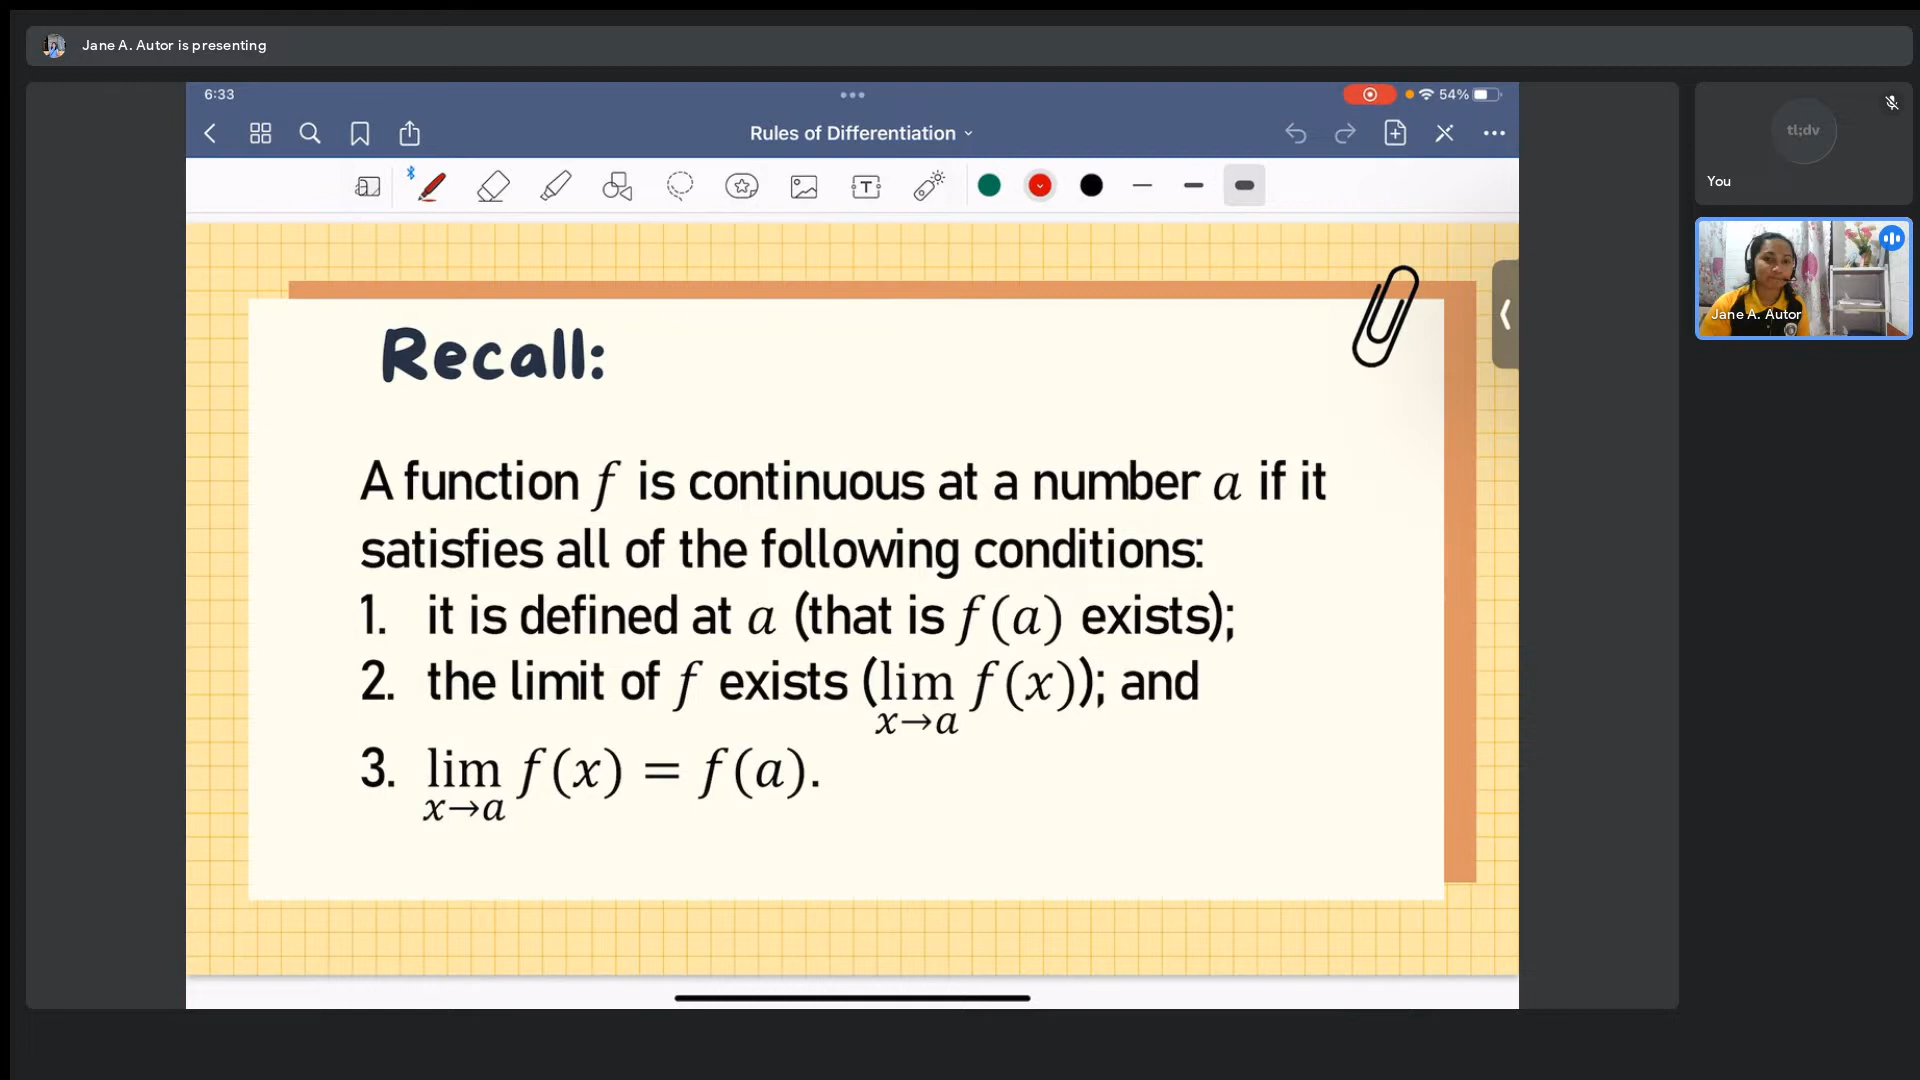 Jane A. Autor is presenting
6:33
54%
Rules of Differentiation
T
tl;dv
You
Jane A. Autor
Recall:
A function f is continuous at a number a if it
satisfies all of the following conditions:
1. it is defined at a (that is f(a) exists);
2. the limit of f exists (lim f(x)); and
x→a
3. lim f(x) = f(a).
x→a